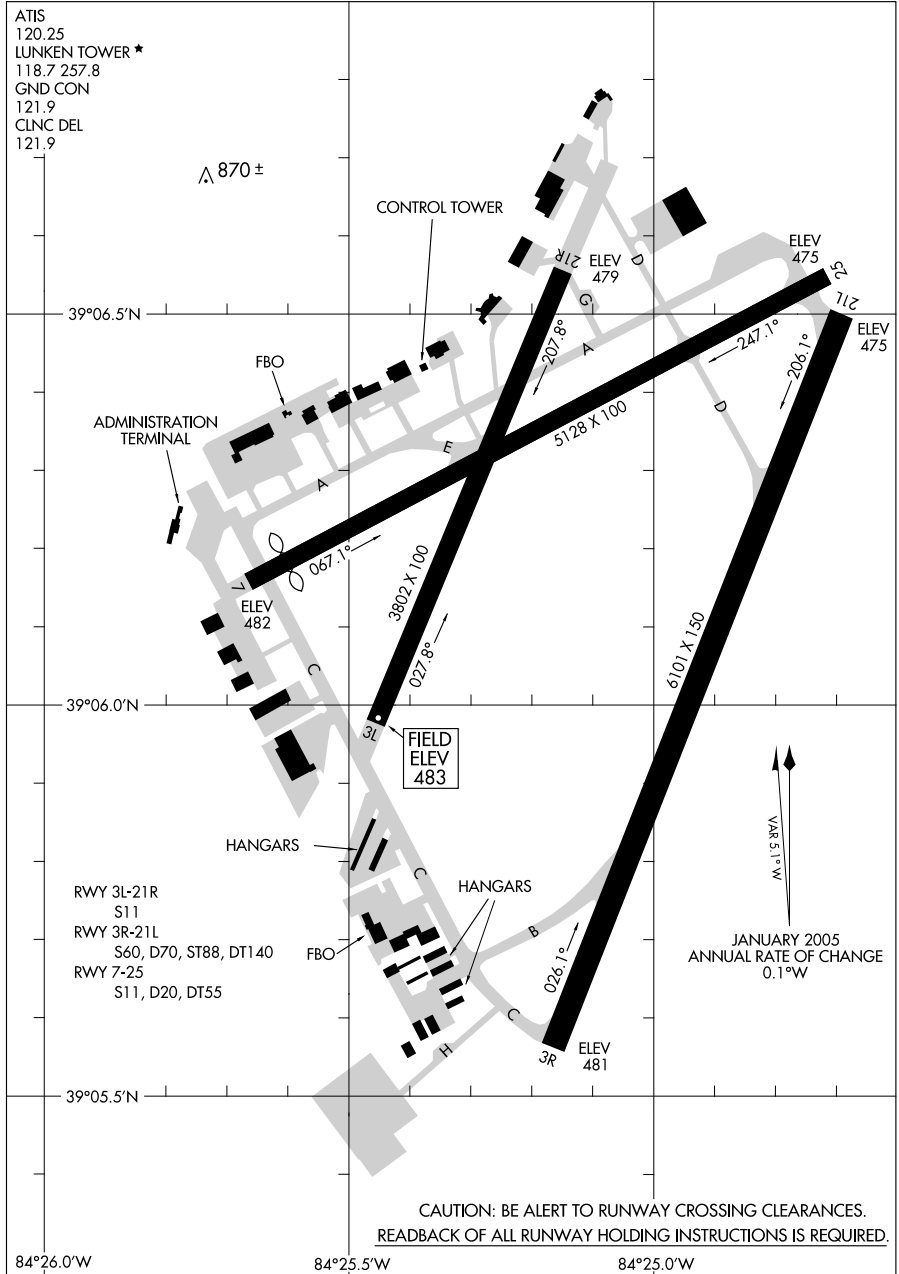 ATIS
120.25
LUNKEN TOWER ★
118.7 257.8
GND CON
121.9
CLNC DEL
121.9
870 ±
CONTROL TOWER
21R
ELEV
479
D
ELEV
475
25
21L
ELEV
475
G
39°06.5'N
207.8°
A
247.1°
206.1°
FBO
D
5128 X 100
ADMINISTRATION
TERMINAL
E
A
067.1°
3802 X 100
7
ELEV
482
6101 X 150
027.8°
C
39°06.0'N
3L
FIELD
ELEV
483
VAR 5.1° W
HANGARS
C
HANGARS
RWY 3L-21R
S11
RWY 3R-21L
S60, D70, ST88, DT140
RWY 7-25
S11, D20, DT55
FBO
B
026.1°
JANUARY 2005
ANNUAL RATE OF CHANGE
0.1°W
C
H
3R
ELEV
481
39°05.5'N
CAUTION: BE ALERT TO RUNWAY CROSSING CLEARANCES.
READBACK OF ALL RUNWAY HOLDING INSTRUCTIONS IS REQUIRED.
84°26.0'W
84°25.5'W
84°25.0'W